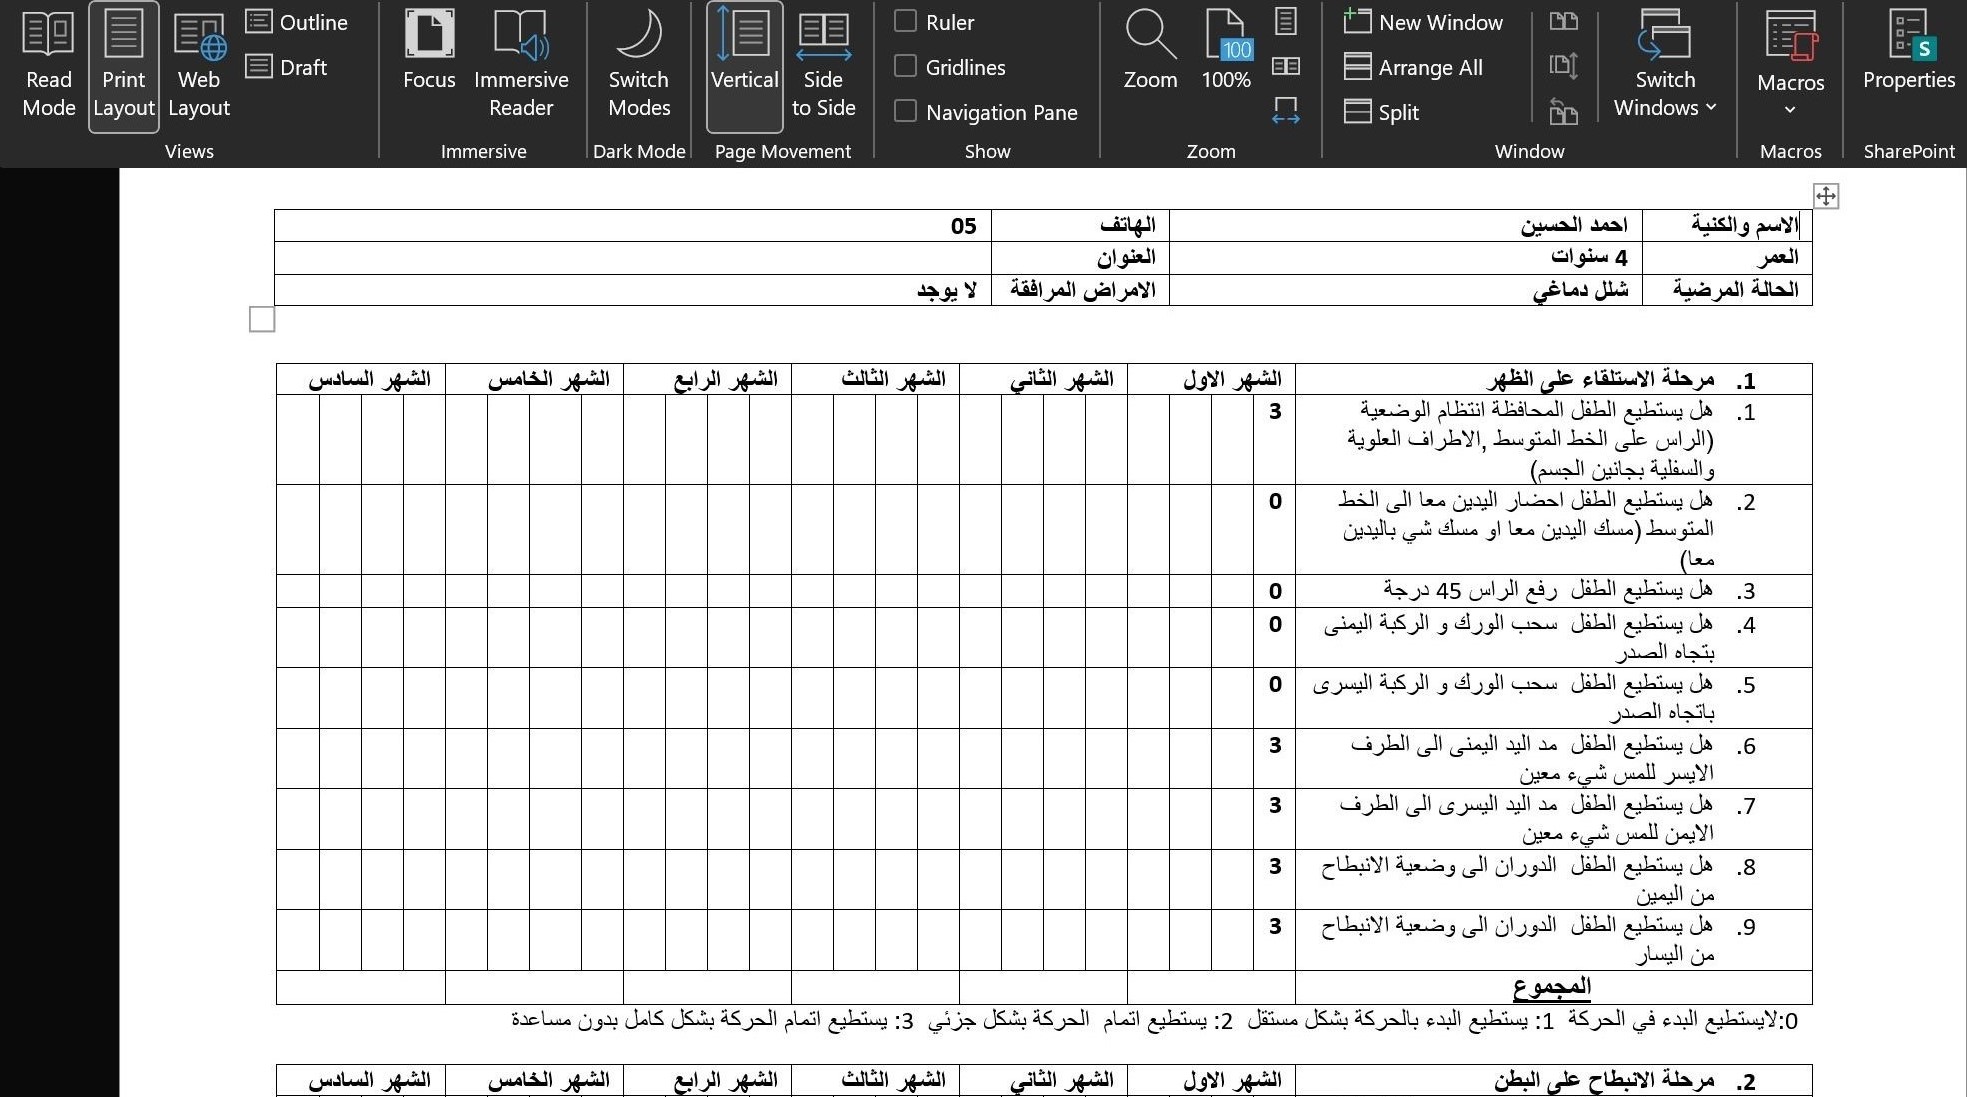 Read Mode
Print Layout
Web Layout
Outline
Draft
Views
Focus
Immersive Reader
Immersive
Switch Modes
Dark Mode
Vertical
Side to Side
Page Movement
Ruler
Gridlines
Navigation Pane
Show
Zoom
100
100%
Zoom
New Window
Arrange All
Split
Switch Windows
Window
Macros
Macros
S
Properties
SharePoint
الاسم والكنية احمد الحسين الهاتف 05
العمر 4 سنوات العنوان
الحالة المرضية شلل دماغي الامراض المرافقة لا يوجد
1. مرحلة الاستلقاء على الظهر الشهر الاول الشهر الثاني الشهر الثالث الشهر الرابع الشهر الخامس الشهر السادس
1. هل يستطيع الطفل المحافظة انتظام الوضعية 3
(الراس على الخط المتوسط ,الاطراف العلوية
والسفلية بجانبن الجسم)
2. هل يستطيع الطفل احضار اليدين معا الى الخط 0
المتوسط (مسك اليدين معا او مسك شي باليدين
معا)
3. هل يستطيع الطفل رفع الراس 45 درجة 0
4. هل يستطيع الطفل سحب الورك و الركبة اليمنى 0
بتجاه الصدر
5. هل يستطيع الطفل سحب الورك و الركبة اليسرى 0
باتجاه الصدر
6. هل يستطيع الطفل مد اليد اليمنى الى الطرف 3
الايسر للمس شيء معين
7. هل يستطيع الطفل مد اليد اليسرى الى الطرف 3
الايمن للمس شيء معين
8. هل يستطيع الطفل الدوران الى وضعية الانبطاح 3
من اليمين
9. هل يستطيع الطفل الدوران الى وضعية الانبطاح 3
من اليسار
المجموع
0:لايستطيع البدء في الحركة 1: يستطيع البدء بالحركة بشكل مستقل 2: يستطيع اتمام الحركة بشكل جزئي 3: يستطيع اتمام الحركة بشكل كامل بدون مساعدة
2. مرحلة الانبطاح على البطن الشهر الاول الشهر الثاني الشهر الثالث الشهر الرابع الشهر الخامس الشهر السادس